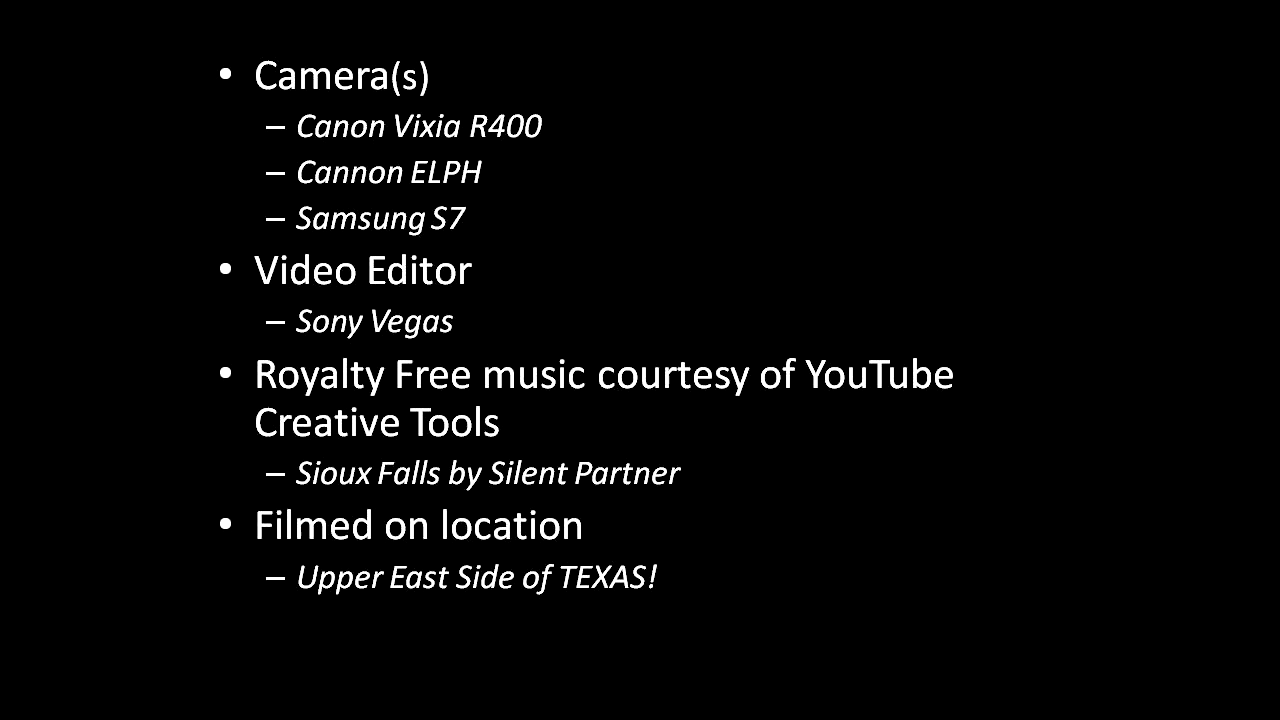 • Camera(s)
– Canon Vixia R400
– Cannon ELPH
– Samsung S7
• Video Editor
– Sony Vegas
• Royalty Free music courtesy of YouTube
Creative Tools
– Sioux Falls by Silent Partner
• Filmed on location
– Upper East Side of TEXAS!